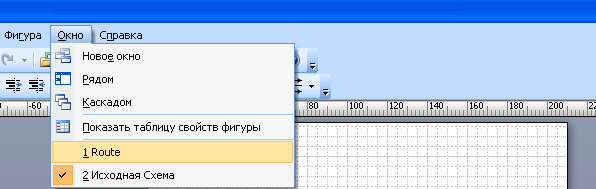 Фигура Окно Справка
Новое окно
Рядом
Каскадом
Показать таблицу свойств фигуры
1 Route
2 Исходная Схема
-60 80 100 120 140 160 180 200 220